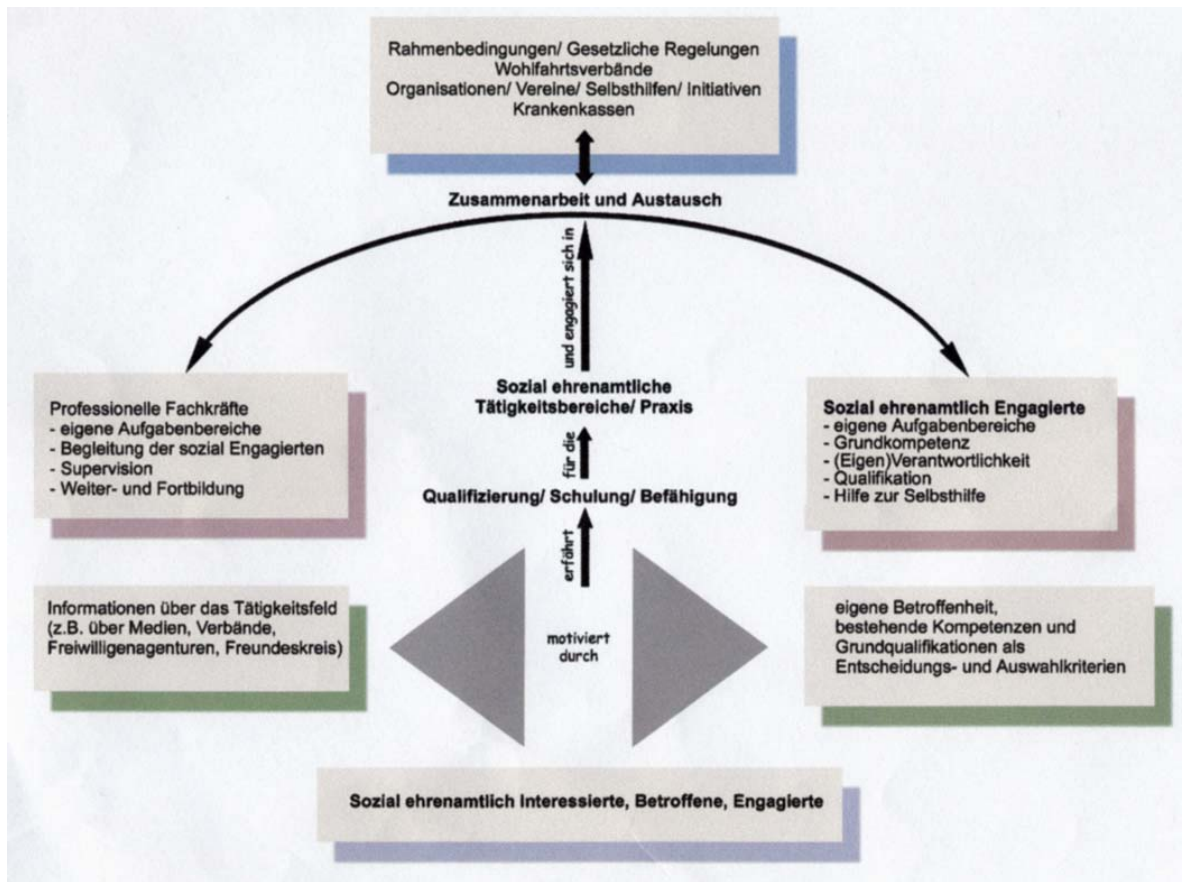 Rahmenbedingungen/ Gesetzliche Regelungen
Wohlfahrtsverbände
Organisationen/ Vereine/ Selbsthilfen/ Initiativen
Krankenkassen
Zusammenarbeit und Austausch
und engagiert sich in
Sozial ehrenamtliche
Tätigkeitsbereiche/ Praxis
Professionelle Fachkräfte
- eigene Aufgabenbereiche
- Begleitung der sozial Engagierten
- Supervision
- Weiter- und Fortbildung
Sozial ehrenamtlich Engagierte
- eigene Aufgabenbereiche
- Grundkompetenz
- (Eigen)Verantwortlichkeit
- Qualifikation
- Hilfe zur Selbsthilfe
für die
Qualifizierung/ Schulung/ Befähigung
erfährt
Informationen über das Tätigkeitsfeld
(z.B. über Medien, Verbände,
Freiwilligenagenturen, Freundeskreis)
motiviert
durch
eigene Betroffenheit,
bestehende Kompetenzen und
Grundqualifikationen als
Entscheidungs- und Auswahlkriterien
Sozial ehrenamtlich Interessierte, Betroffene, Engagierte